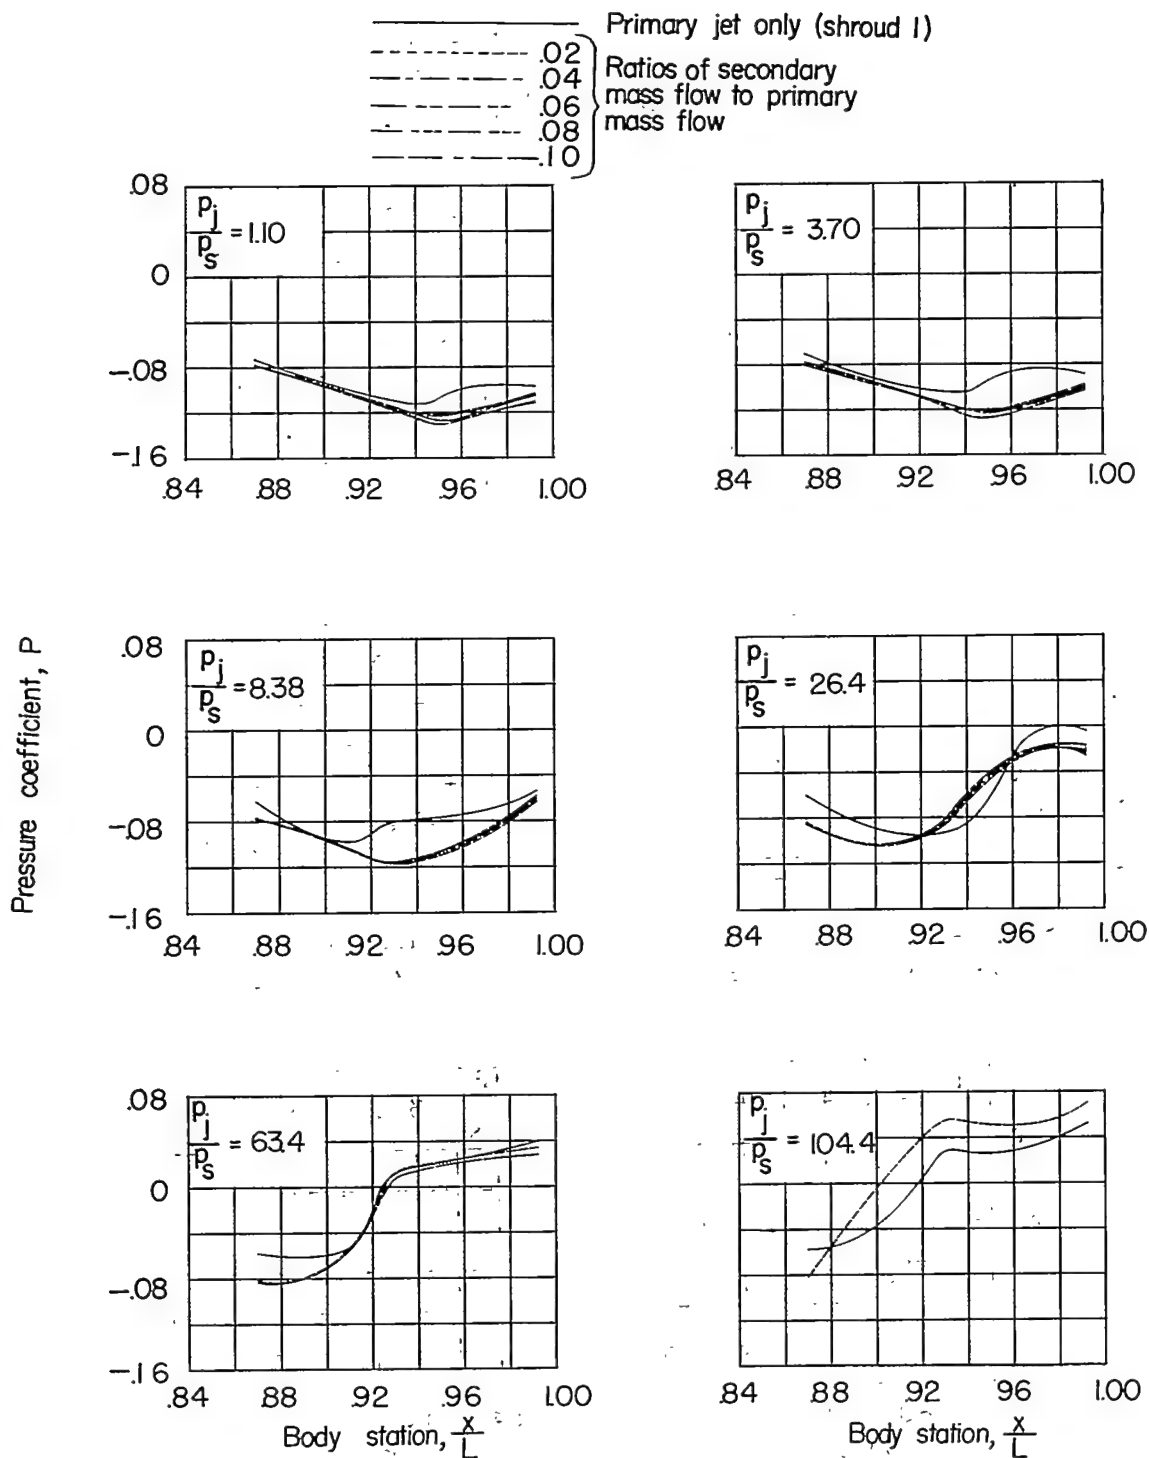 Primary jet only (shroud 1)
.02
.04
.06
.08
.10
Ratios of secondary
mass flow to primary
mass flow
.08
0
-.08
-.16
pj/ps = 1.10
.84 .88 .92 .96 1.00
pj/ps = 3.70
.84 .88 .92 .96 1.00
Pressure coefficient, P
.08
0
-.08
-.16
pj/ps = 8.38
.84 .88 .92 .96 1.00
pj/ps = 26.4
.84 .88 .92 .96 1.00
.08
0
-.08
-.16
pj/ps = 63.4
.84 .88 .92 .96 1.00
Body station, x/L
pj/ps = 104.4
.84 .88 .92 .96 1.00
Body station, x/L